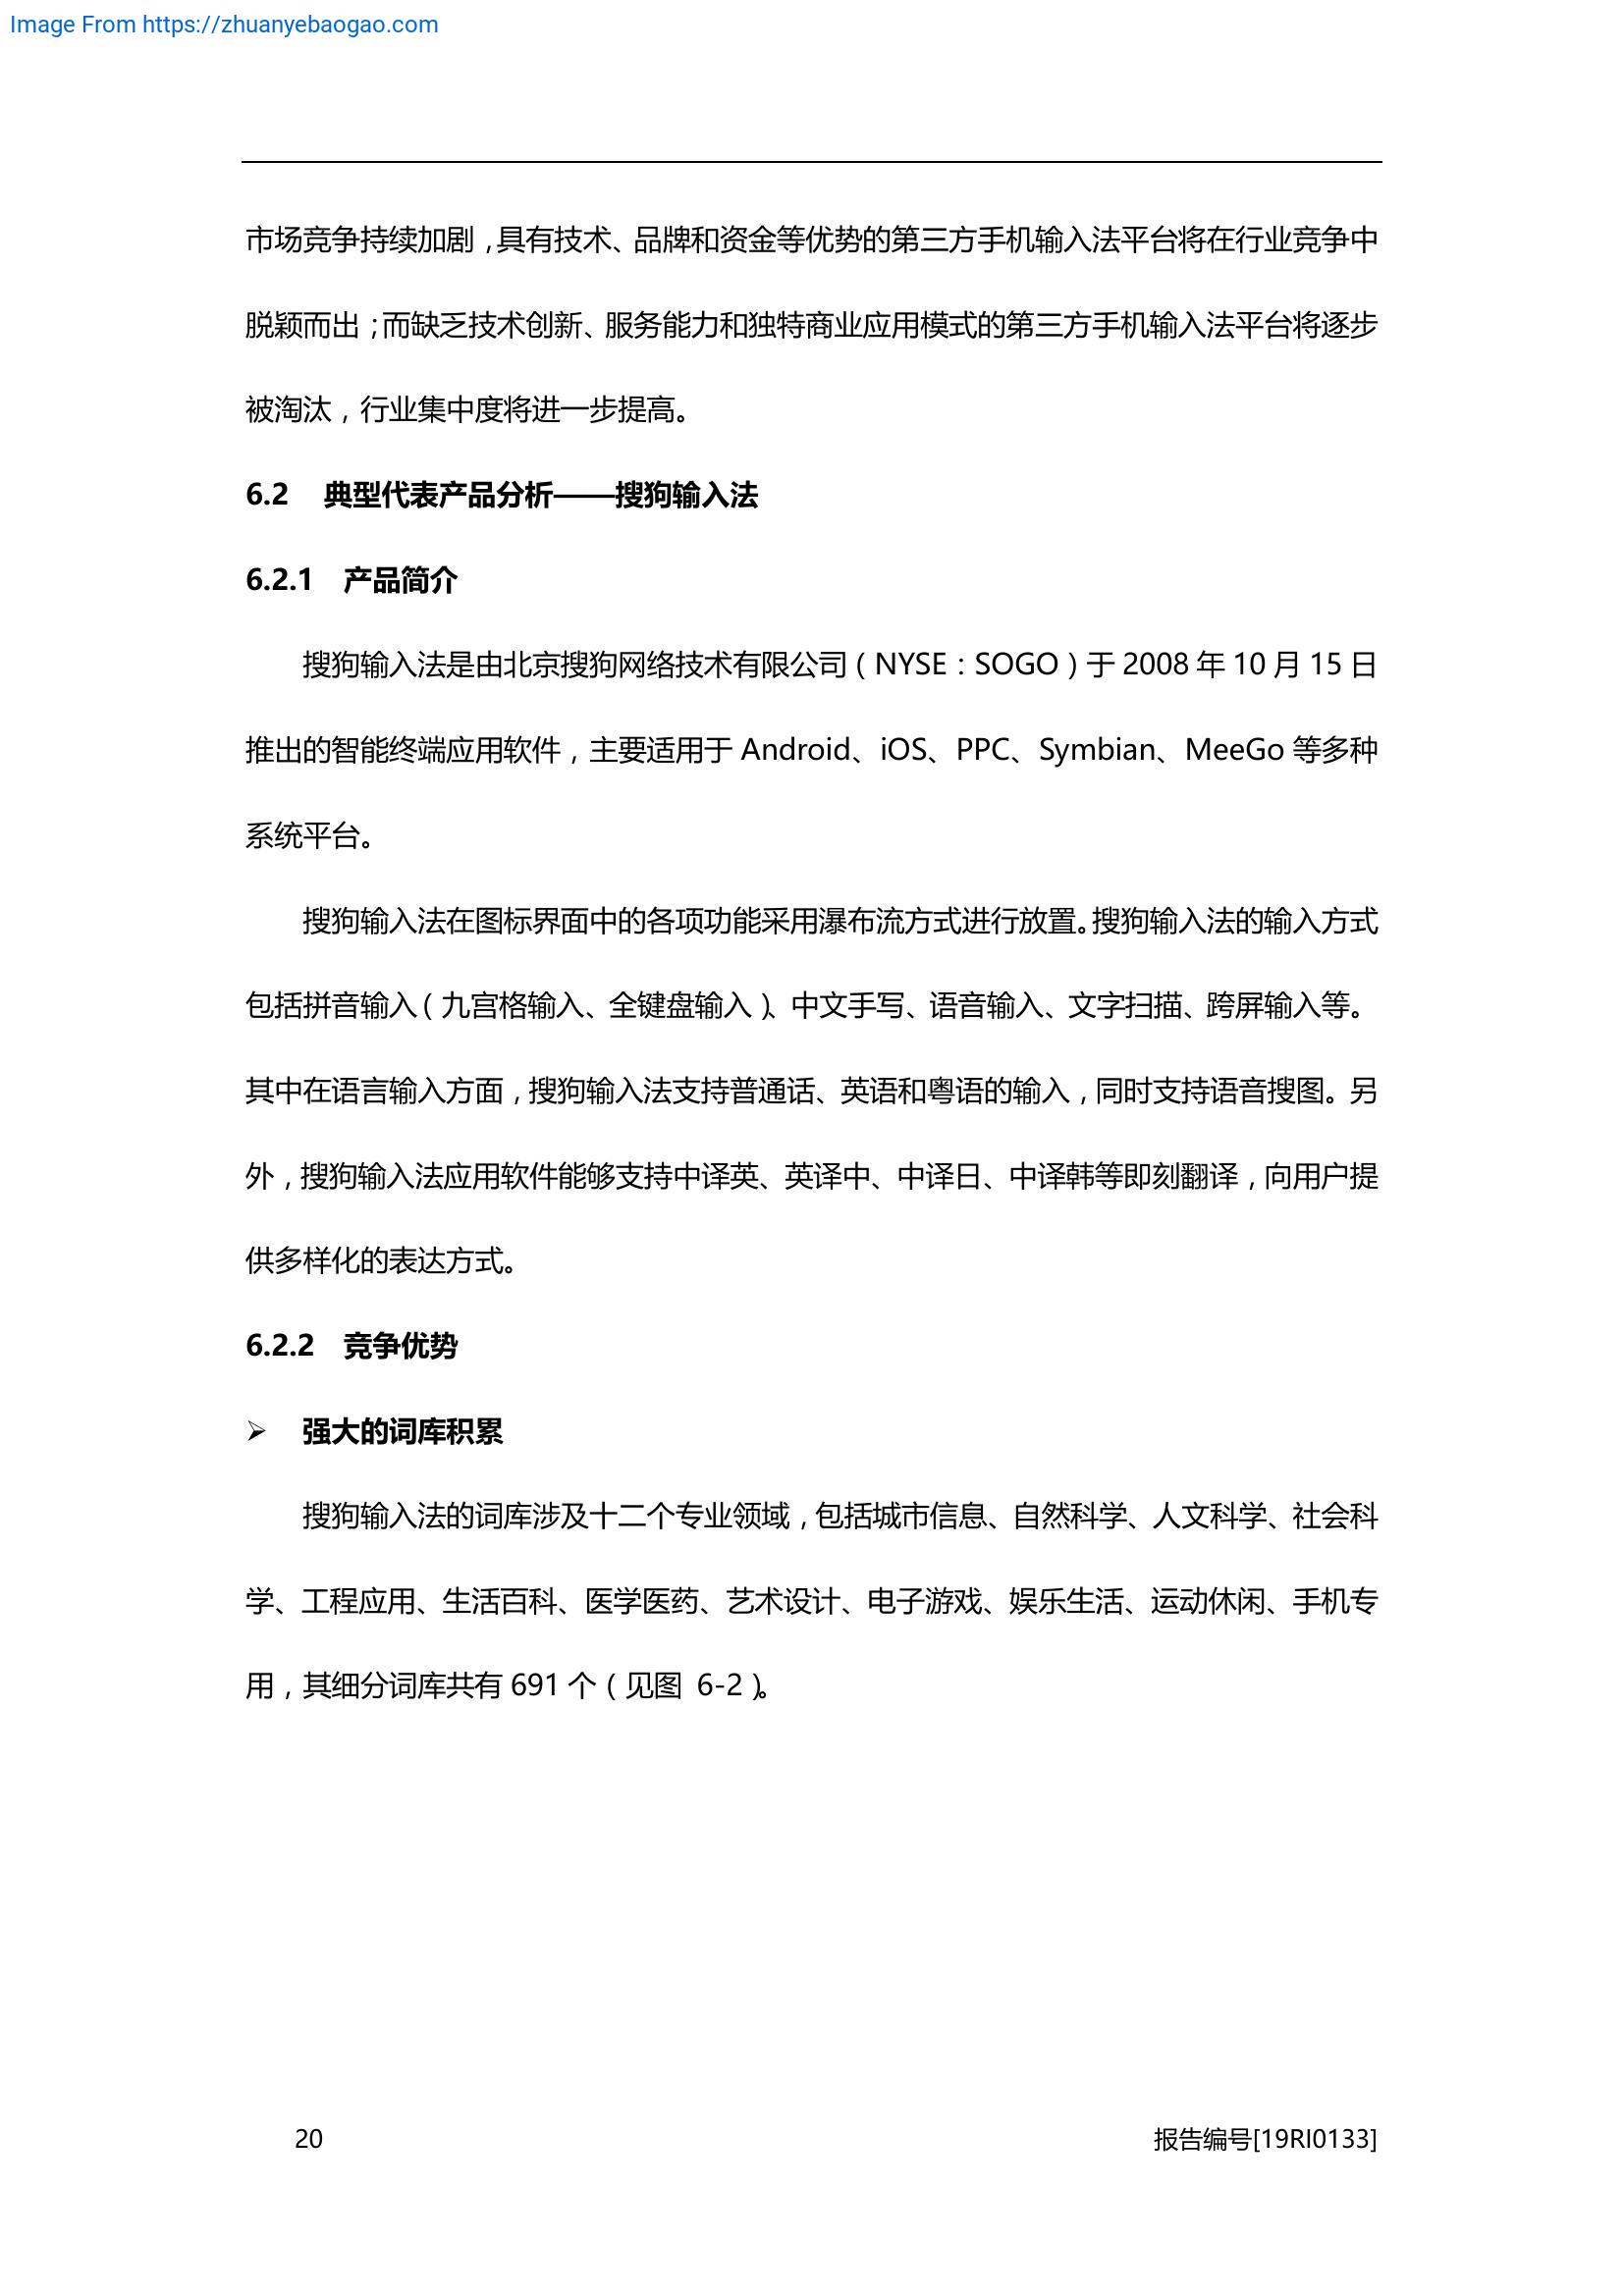 Image From https://zhuanyebaogao.com
市场竞争持续加剧，具有技术、品牌和资金等优势的第三方手机输入法平台将在行业竞争中
脱颖而出；而缺乏技术创新、服务能力和独特商业应用模式的第三方手机输入法平台将逐步
被淘汰，行业集中度将进一步提高。
6.2 典型代表产品分析——搜狗输入法
6.2.1 产品简介
搜狗输入法是由北京搜狗网络技术有限公司（NYSE：SOGO）于 2008 年 10 月 15 日
推出的智能终端应用软件，主要适用于 Android、iOS、PPC、Symbian、MeeGo 等多种
系统平台。
搜狗输入法在图标界面中的各项功能采用瀑布流方式进行放置。搜狗输入法的输入方式
包括拼音输入（九宫格输入、全键盘输入）、中文手写、语音输入、文字扫描、跨屏输入等。
其中在语言输入方面，搜狗输入法支持普通话、英语和粤语的输入，同时支持语音搜图。另
外，搜狗输入法应用软件能够支持中译英、英译中、中译日、中译韩等即刻翻译，向用户提
供多样化的表达方式。
6.2.2 竞争优势
➢ 强大的词库积累
搜狗输入法的词库涉及十二个专业领域，包括城市信息、自然科学、人文科学、社会科
学、工程应用、生活百科、医学医药、艺术设计、电子游戏、娱乐生活、运动休闲、手机专
用，其细分词库共有 691 个（见图 6-2）。
20 报告编号[19RI0133]